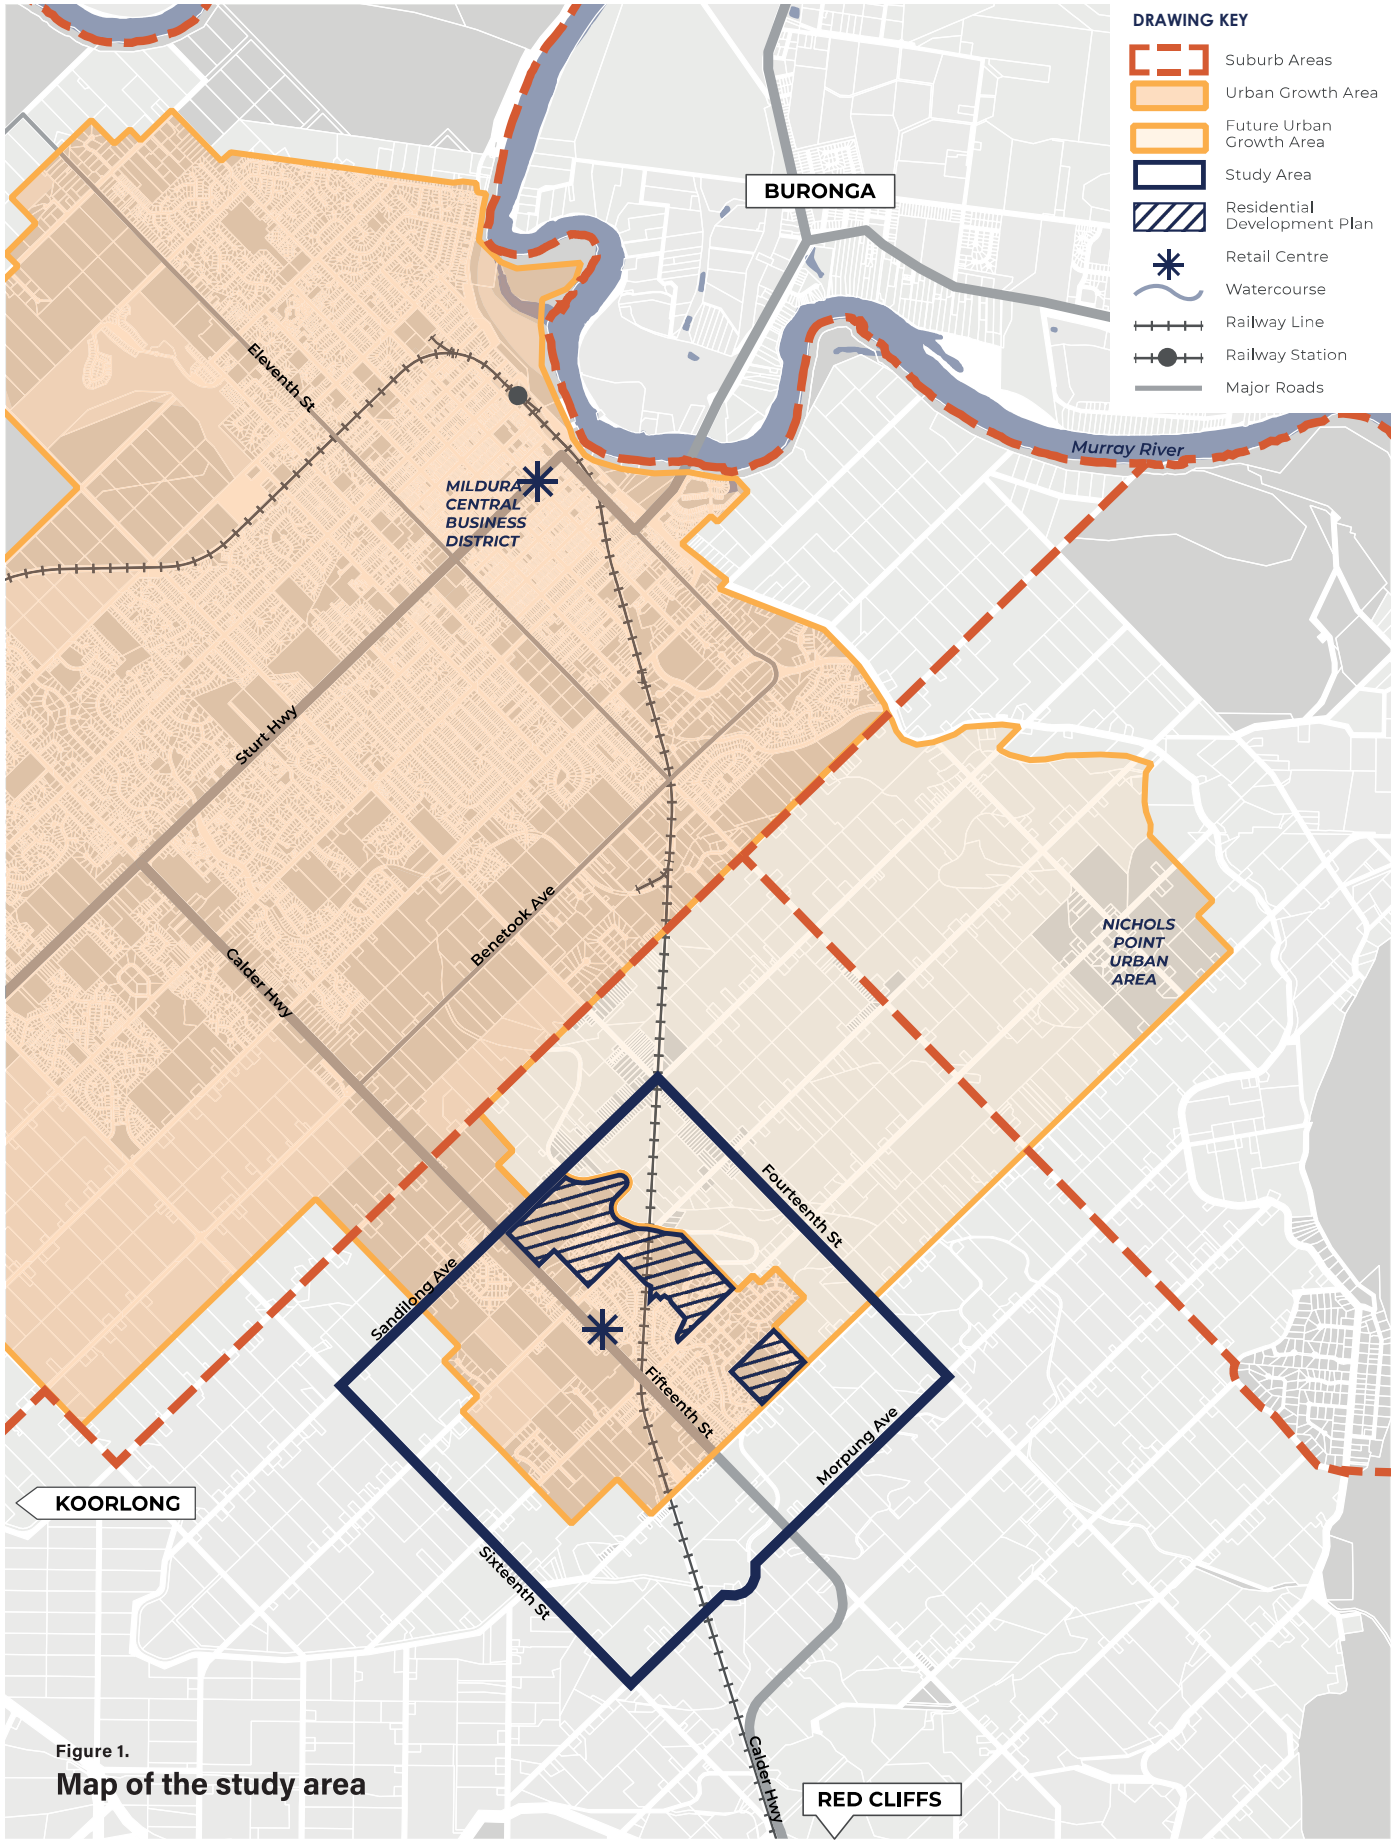 DRAWING KEY
Suburb Areas
Urban Growth Area
Future Urban
Growth Area
Study Area
Residential
Development Plan
Retail Centre
Watercourse
Railway Line
Railway Station
Major Roads
BURONGA
Murray River
Eleventh St
MILDURA
CENTRAL
BUSINESS
DISTRICT
Sturt Hwy
Benetook Ave
Calder Hwy
NICHOLS
POINT
URBAN
AREA
Fourteenth St
Sandilong Ave
Fifteenth St
Morpung Ave
KOORLONG
Sixteenth St
Calder Hwy
RED CLIFFS
Figure 1.
Map of the study area